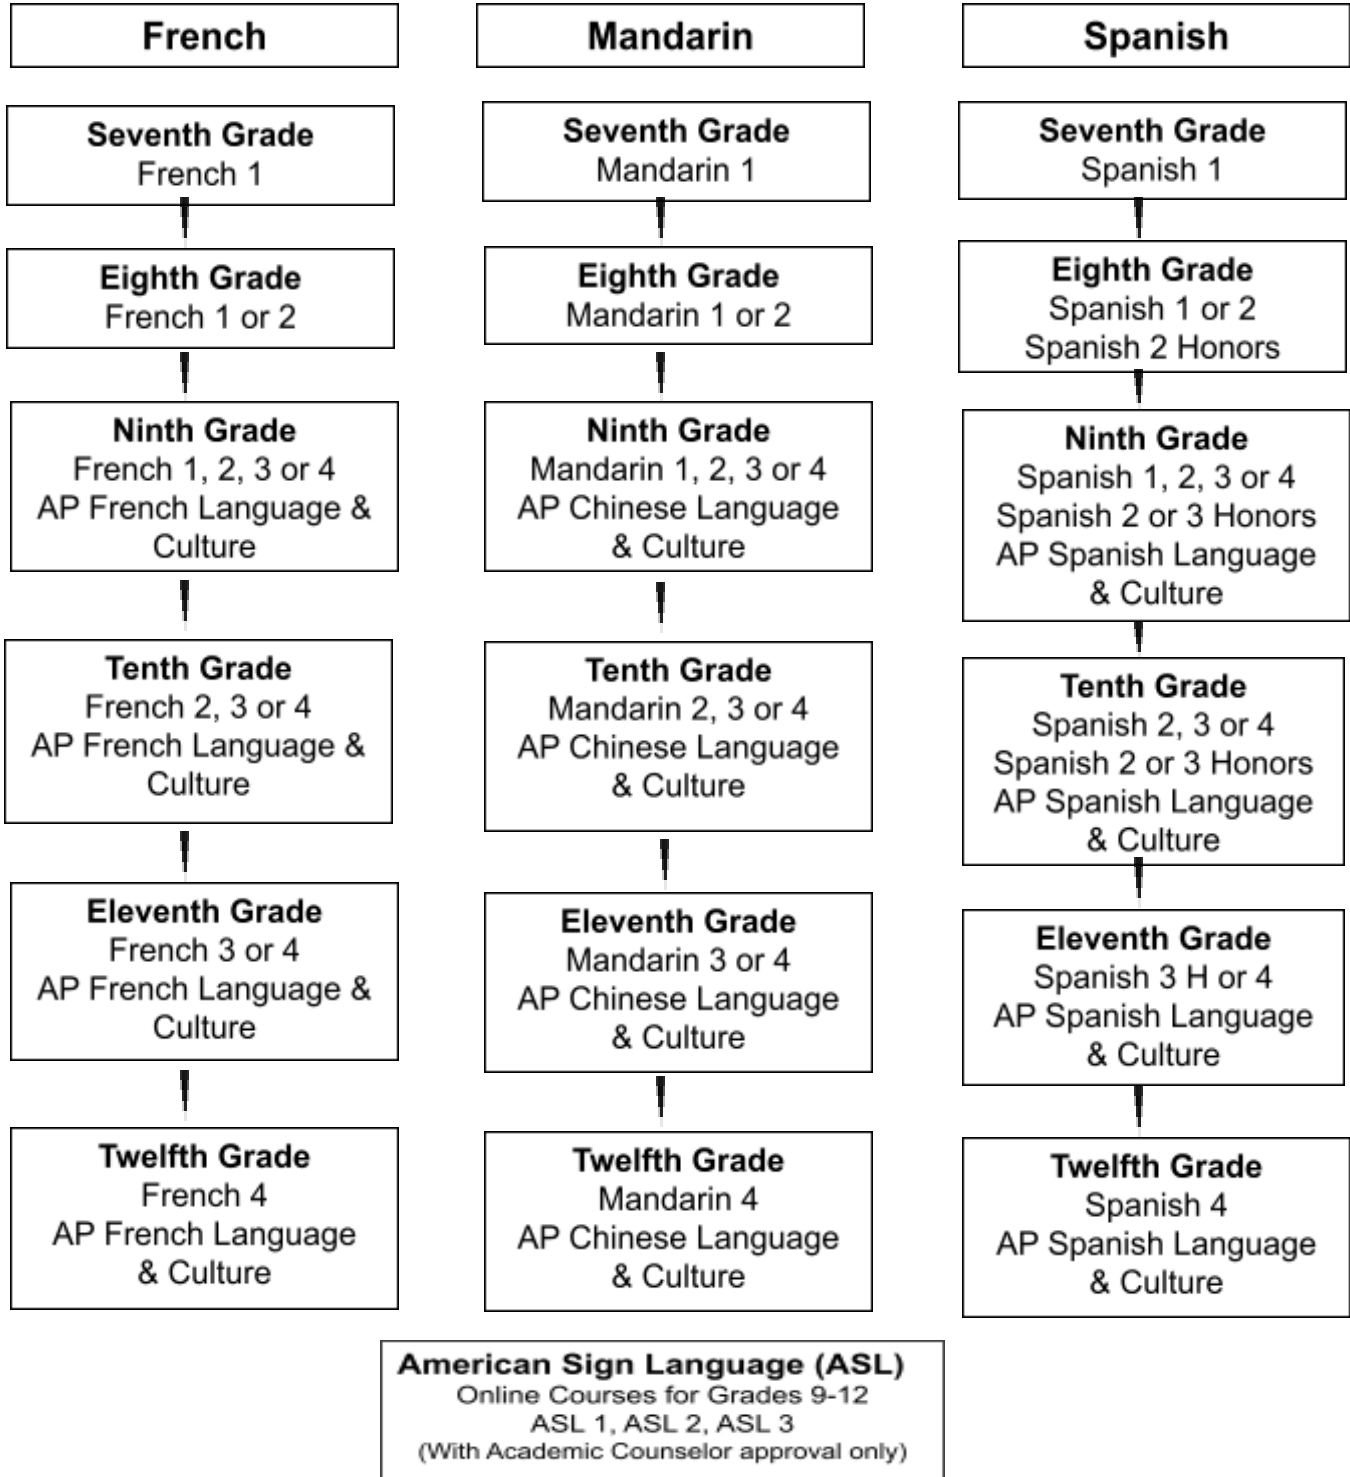 French
Seventh Grade
French 1
Eighth Grade
French 1 or 2
Ninth Grade
French 1, 2, 3 or 4
AP French Language &
Culture
Tenth Grade
French 2, 3 or 4
AP French Language &
Culture
Eleventh Grade
French 3 or 4
AP French Language &
Culture
Twelfth Grade
French 4
AP French Language
& Culture
Mandarin
Seventh Grade
Mandarin 1
Eighth Grade
Mandarin 1 or 2
Ninth Grade
Mandarin 1, 2, 3 or 4
AP Chinese Language
& Culture
Tenth Grade
Mandarin 2, 3 or 4
AP Chinese Language
& Culture
Eleventh Grade
Mandarin 3 or 4
AP Chinese Language
& Culture
Twelfth Grade
Mandarin 4
AP Chinese Language
& Culture
Spanish
Seventh Grade
Spanish 1
Eighth Grade
Spanish 1 or 2
Spanish 2 Honors
Ninth Grade
Spanish 1, 2, 3 or 4
Spanish 2 or 3 Honors
AP Spanish Language
& Culture
Tenth Grade
Spanish 2, 3 or 4
Spanish 2 or 3 Honors
AP Spanish Language
& Culture
Eleventh Grade
Spanish 3 H or 4
AP Spanish Language
& Culture
Twelfth Grade
Spanish 4
AP Spanish Language
& Culture
American Sign Language (ASL)
Online Courses for Grades 9-12
ASL 1, ASL 2, ASL 3
(With Academic Counselor approval only)